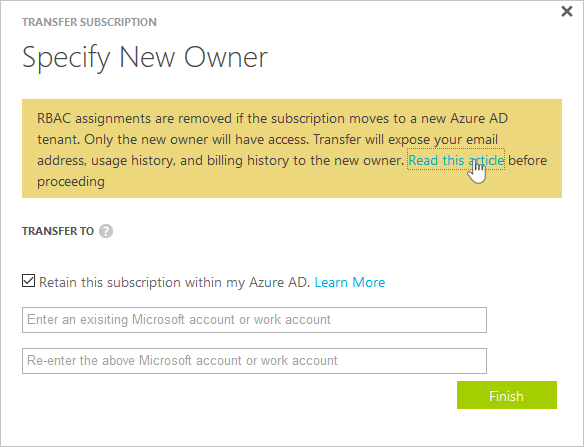 TRANSFER SUBSCRIPTION
Specify New Owner
RBAC assignments are removed if the subscription moves to a new Azure AD
tenant. Only the new owner will have access. Transfer will expose your email
address, usage history, and billing history to the new owner. Read this article before
proceeding
TRANSFER TO ?
Retain this subscription within my Azure AD. Learn More
Enter an exisiting Microsoft account or work account
Re-enter the above Microsoft account or work account
Finish